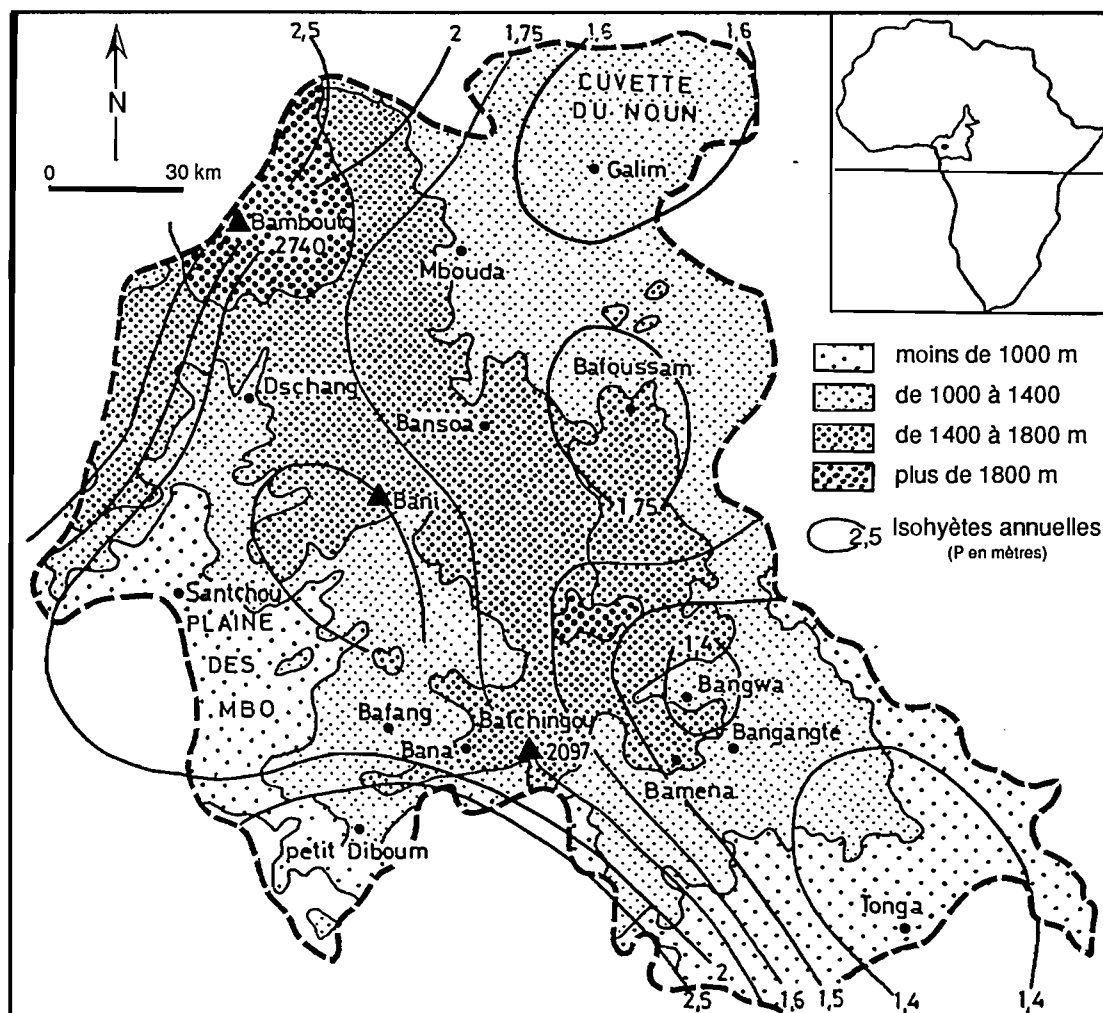 2,5
2
1,75
1,6
1,6
N
0
30 km
CUVETTE
DU NOUN
Galim
Bambouto
2740
Mbouda
Dschang
Bafoussam
Bansoa
Bani
1,75
Santchou
PLAINE
DES
MBO
1,4
Bangwa
Bafang
Batchingou
Bana
2097
Bangangte
Bamena
petit Diboum
Tonga
2
2,5
1,6
1,5
1,4
1,4
moins de 1000 m
de 1000 à 1400
de 1400 à 1800 m
plus de 1800 m
2,5 Isohyètes annuelles
(P en mètres)